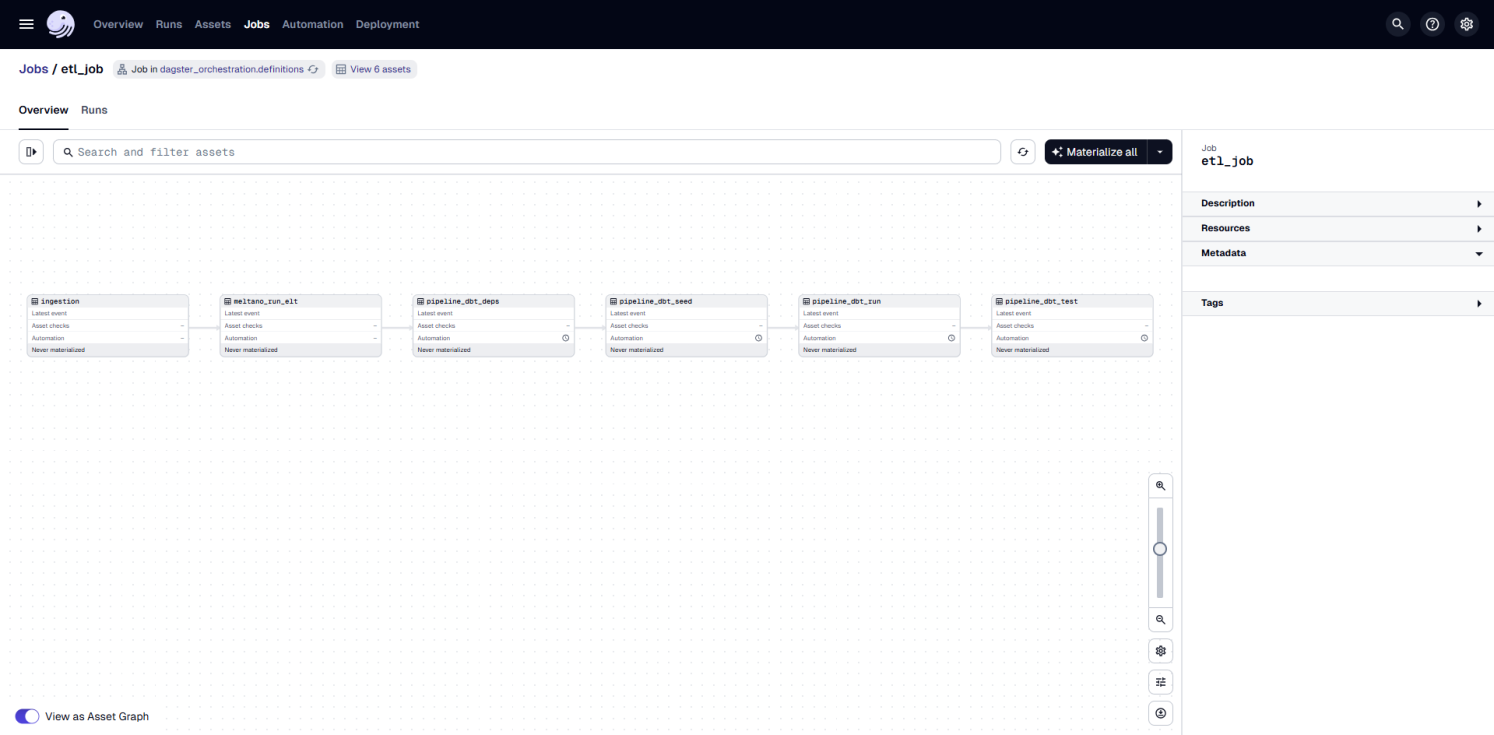 Overview Runs Assets Jobs Automation Deployment
Jobs / etl_job Job in dagster_orchestration.definitions View 6 assets
Overview Runs
Search and filter assets
Materialize all
ingestion
Latest event
Asset checks –
Automation –
Never materialized
meltano_run_elt
Latest event
Asset checks –
Automation –
Never materialized
pipeline_dbt_deps
Latest event
Asset checks –
Automation
Never materialized
pipeline_dbt_seed
Latest event
Asset checks –
Automation
Never materialized
pipeline_dbt_run
Latest event
Asset checks –
Automation
Never materialized
pipeline_dbt_test
Latest event
Asset checks –
Automation
Never materialized
View as Asset Graph
Job
etl_job
Description
Resources
Metadata
Tags